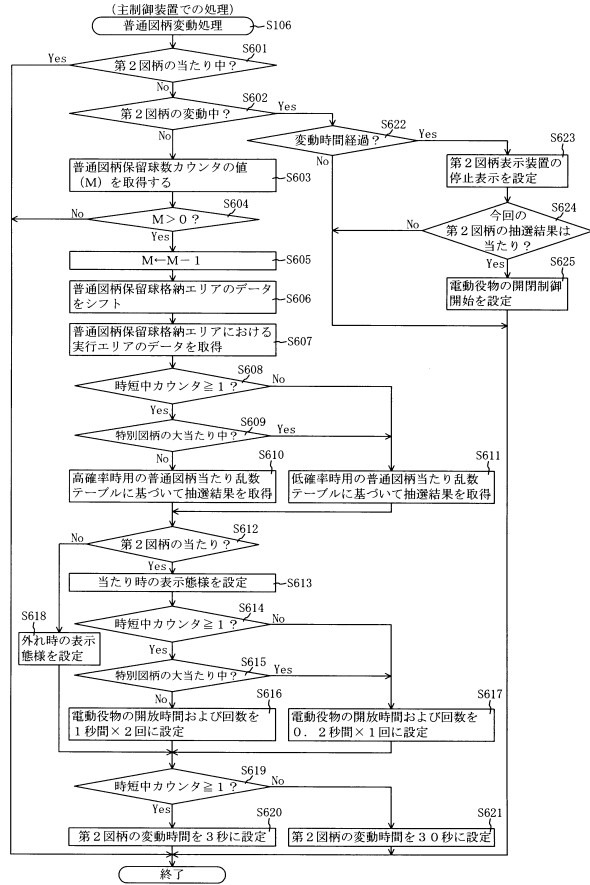 (主制御装置での処理)
普通図柄変動処理
S106
S601
Yes
第2図柄の当たり中?
No
S602
第2図柄の変動中?
Yes
No
S622
変動時間経過?
Yes
No
S623
第2図柄表示装置の
停止表示を設定
S624
今回の
第2図柄の抽選結果は
当たり?
No
Yes
S625
電動役物の開閉制御
開始を設定
普通図柄保留球数カウンタの値
(M)を取得する
S603
S604
No
M>0?
Yes
M←M-1
S605
普通図柄保留球格納エリアのデータ
をシフト
S606
普通図柄保留球格納エリアにおける
実行エリアのデータを取得
S607
S608
時短中カウンタ≧1?
No
Yes
S609
特別図柄の大当たり中?
Yes
No
S610
高確率時用の普通図柄当たり乱数
テーブルに基づいて抽選結果を取得
S611
低確率時用の普通図柄当たり乱数
テーブルに基づいて抽選結果を取得
S612
No
第2図柄の当たり?
Yes
当たり時の表示態様を設定
S613
S614
時短中カウンタ≧1?
No
Yes
S618
外れ時の表示
態様を設定
S615
特別図柄の大当たり中?
Yes
No
S616
電動役物の開放時間および回数を
1秒間×2回に設定
S617
電動役物の開放時間および回数を
0.2秒間×1回に設定
S619
時短中カウンタ≧1?
No
Yes
S620
第2図柄の変動時間を3秒に設定
S621
第2図柄の変動時間を30秒に設定
終了